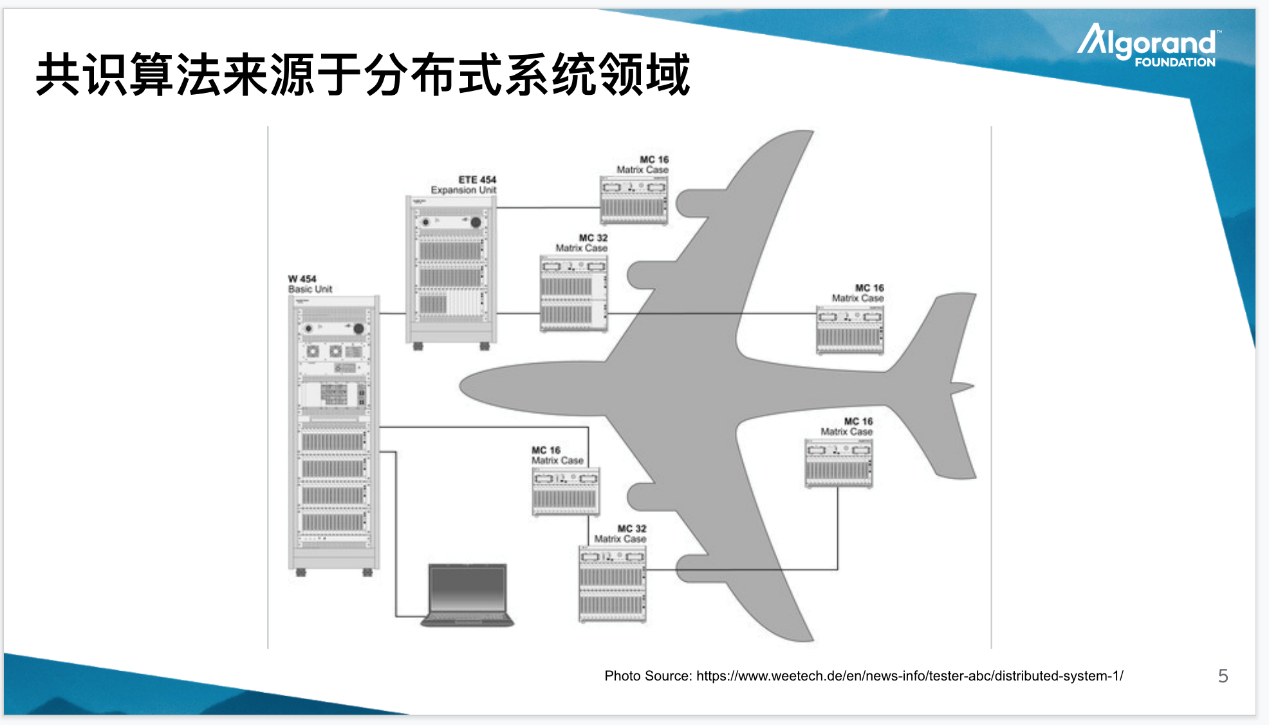 共识算法来源于分布式系统领域
Algorand™
FOUNDATION
MC 16
Matrix Case
ETE 454
Expansion Unit
MC 32
Matrix Case
W 454
Basic Unit
MC 16
Matrix Case
MC 16
Matrix Case
MC 16
Matrix Case
MC 32
Matrix Case
Photo Source: https://www.weetech.de/en/news-info/tester-abc/distributed-system-1/
5